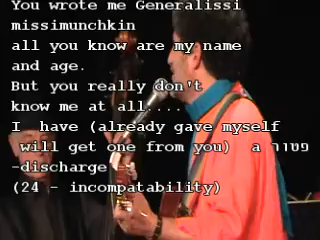 You wrote me Generalissi
missimunchkin
all you know are my name
and age.
But you really don't
know me at all....
I  have (already gave myself
 will get one from you)  a פטור
-discharge -
(24 - incompatability)